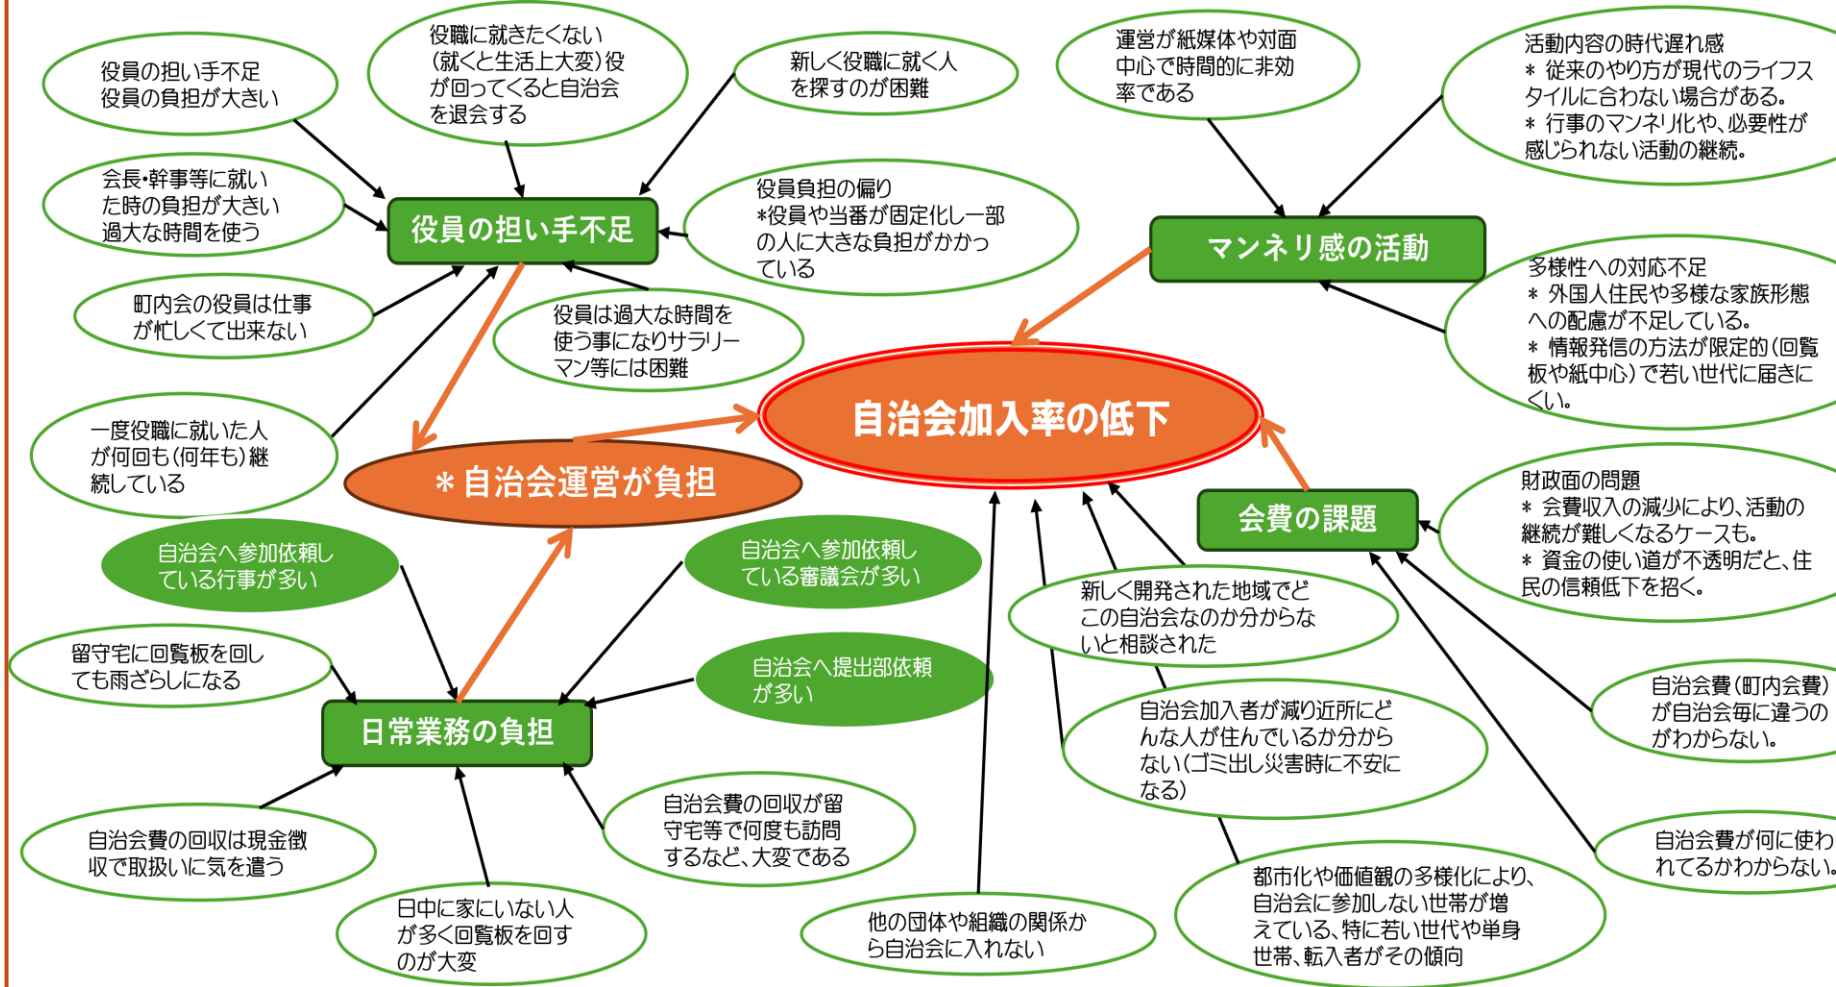 役員の担い手不足
役員の負担が大きい
役職に就きたくない
(就くと生活上大変)役
が回ってくると自治会
を退会する
新しく役職に就く人
を探すのが困難
運営が紙媒体や対面
中心で時間的に非効
率である
活動内容の時代遅れ感
* 従来のやり方が現代のライフス
タイルに合わない場合がある。
* 行事のマンネリ化や、必要性が
感じられない活動の継続。
会長・幹事等に就い
た時の負担が大きい
過大な時間を使う
役員の担い手不足
役員負担の偏り
*役員や当番が固定化し一部
の人に大きな負担がかかっ
ている
マンネリ感の活動
町内会の役員は仕事
が忙しくて出来ない
役員は過大な時間を
使う事になりサラリー
マン等には困難
多様性への対応不足
* 外国人住民や多様な家族形態
への配慮が不足している。
* 情報発信の方法が限定的(回覧
板や紙中心)で若い世代に届きに
くい。
自治会加入率の低下
一度役職に就いた人
が何回も(何年も)継
続している
*自治会運営が負担
会費の課題
財政面の問題
* 会費収入の減少により、活動の
継続が難しくなるケースも。
* 資金の使い道が不透明だと、住
民の信頼低下を招く。
自治会へ参加依頼し
ている行事が多い
自治会へ参加依頼し
ている審議会が多い
新しく開発された地域でど
この自治会なのか分からな
いと相談された
留守宅に回覧板を回し
ても雨ざらしになる
自治会へ提出部依頼
が多い
自治会費(町内会費)
が自治会毎に違うの
がわからない。
日常業務の負担
自治会加入者が減り近所にど
んな人が住んでいるか分から
ない(ゴミ出し災害時に不安に
なる)
自治会費の回収は現金徴
収で取扱いに気を遣う
自治会費の回収が留
守宅等で何度も訪問
するなど、大変である
自治会費が何に使わ
れてるかわからない。
日中に家にいない人
が多く回覧板を回す
のが大変
他の団体や組織の関係か
ら自治会に入れない
都市化や価値観の多様化により、
自治会に参加しない世帯が増
えている、特に若い世代や単身
世帯、転入者がその傾向